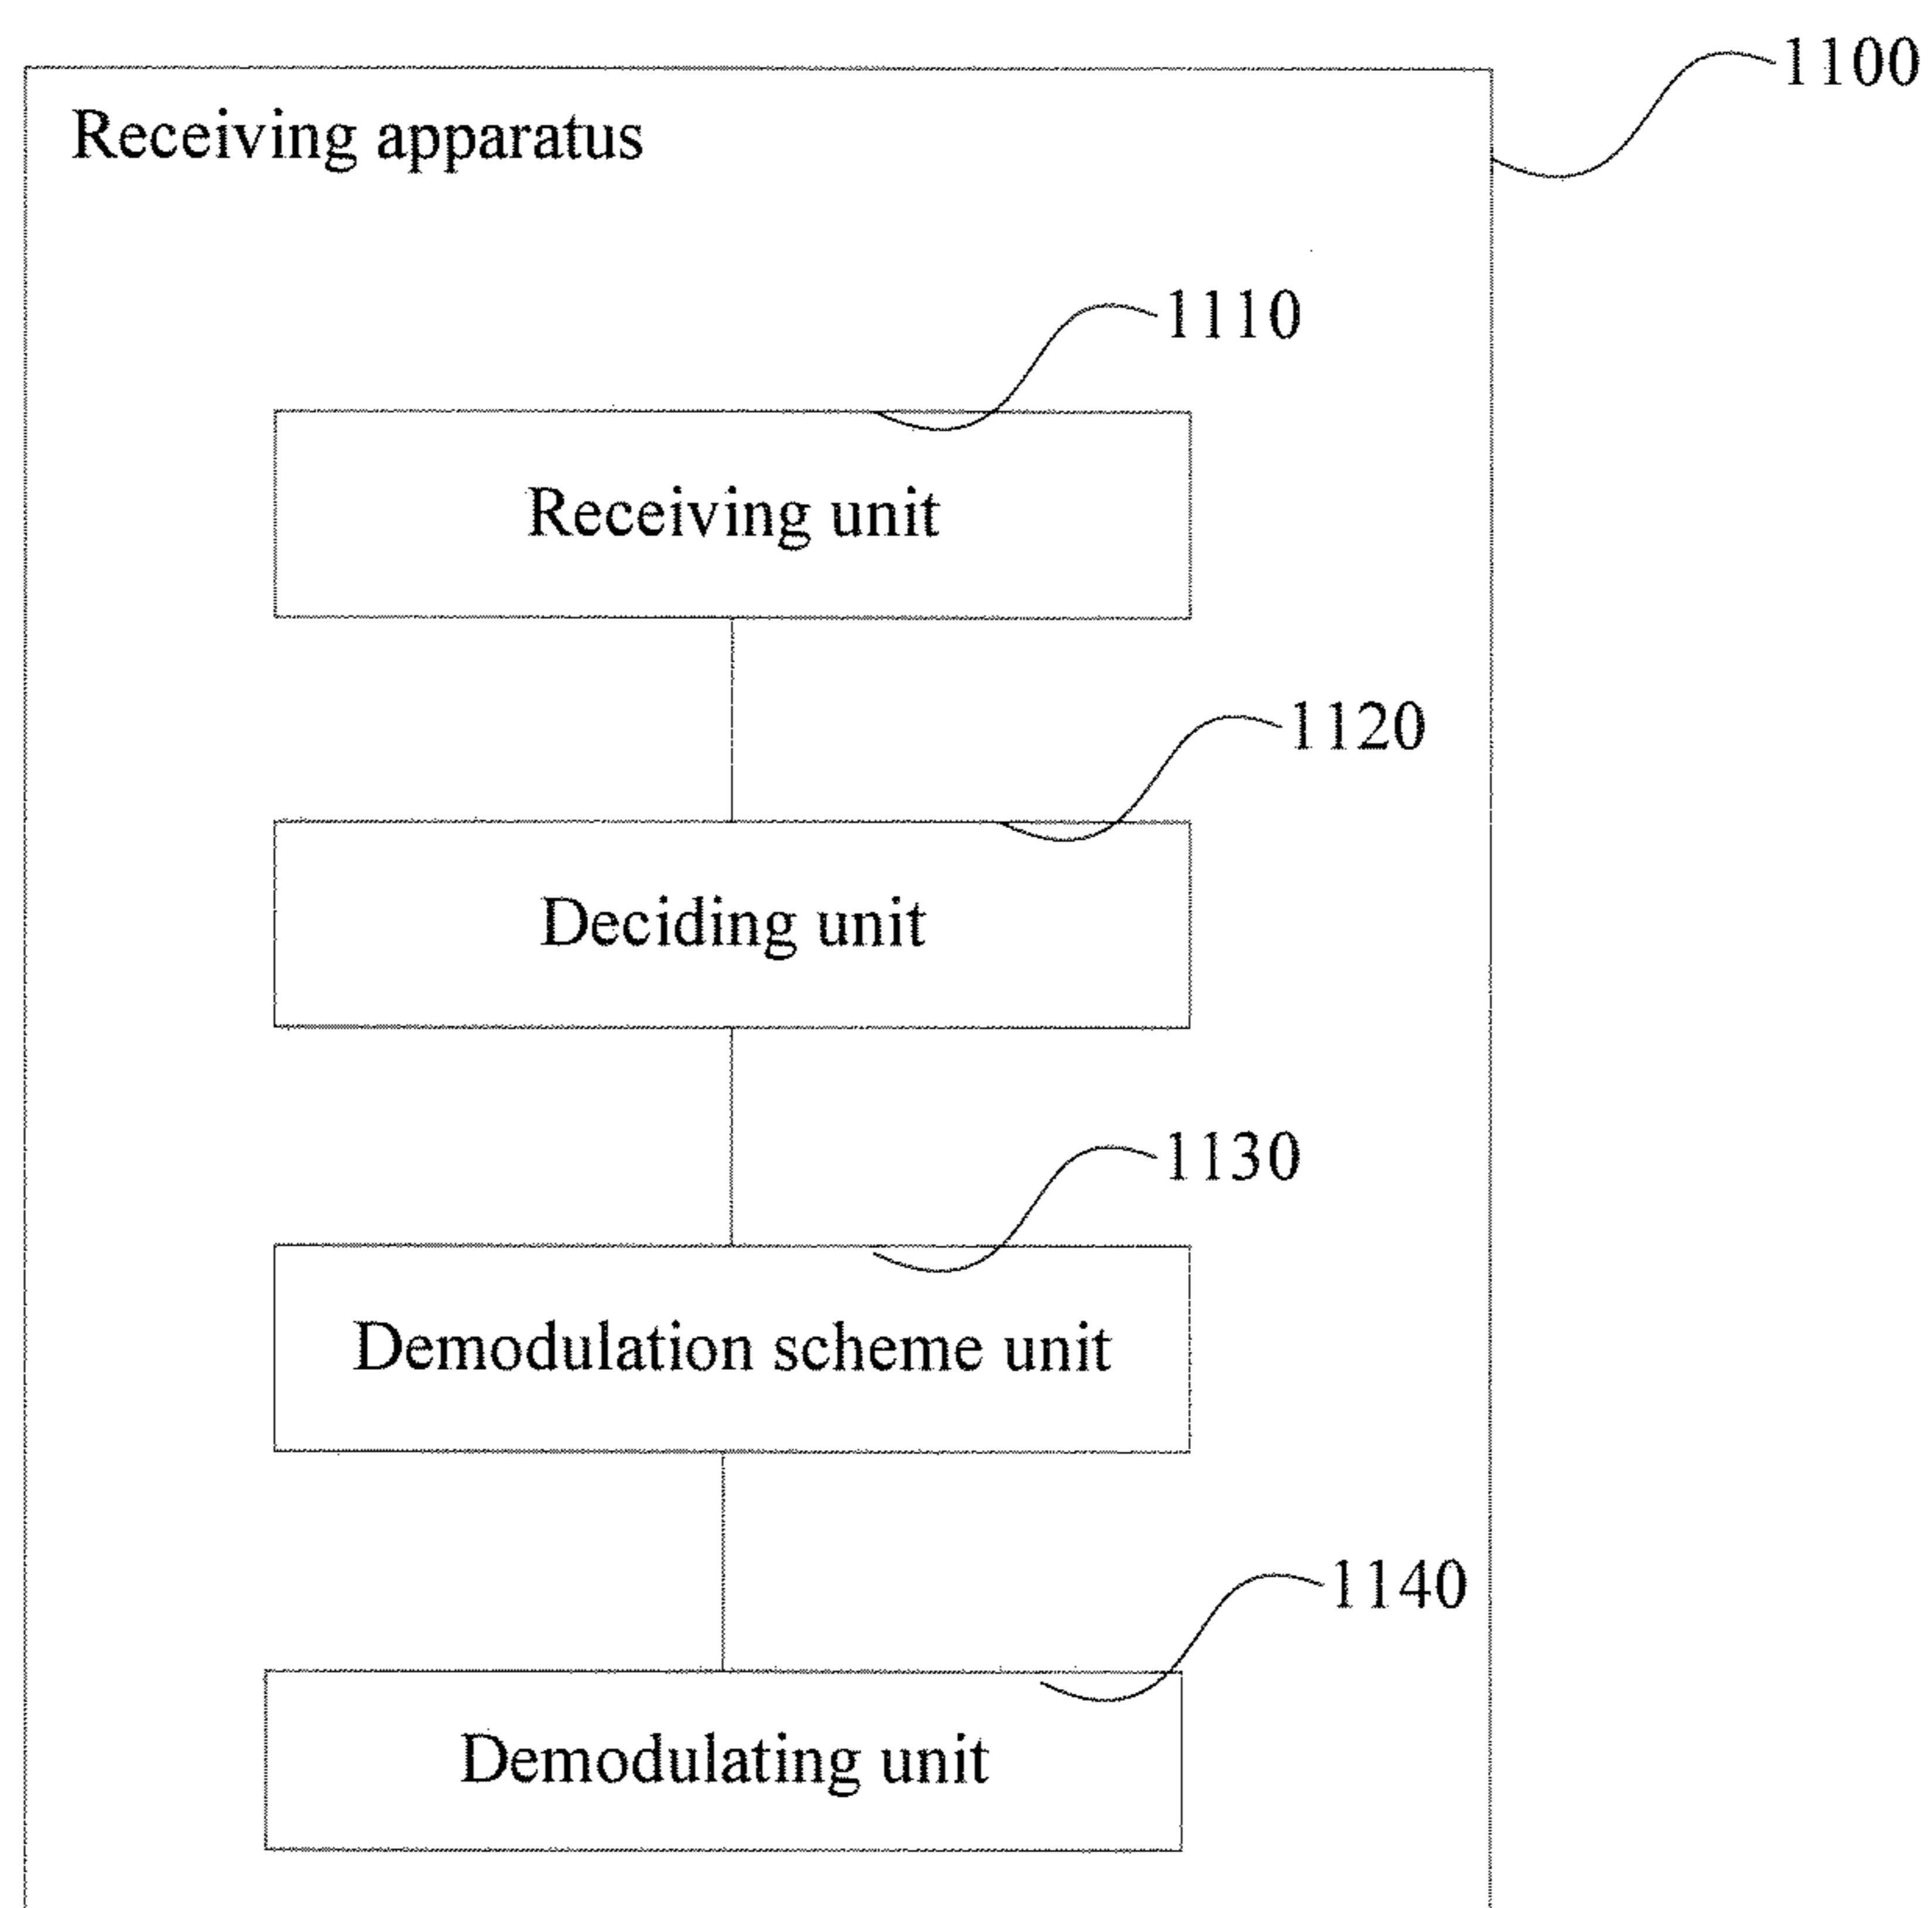 1100
Receiving apparatus
1110
Receiving unit
1120
Deciding unit
1130
Demodulation scheme unit
1140
Demodulating unit